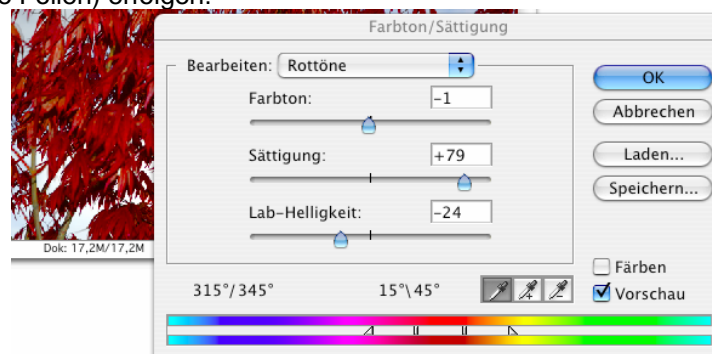 Farbton/Sättigung
Bearbeiten: Rottöne
OK
Farbton: -1
Abbrechen
Sättigung: +79
Laden...
Speichern...
Lab-Helligkeit: -24
Dok: 17,2M/17,2M
Färben
315°/345° 15°\45°
Vorschau